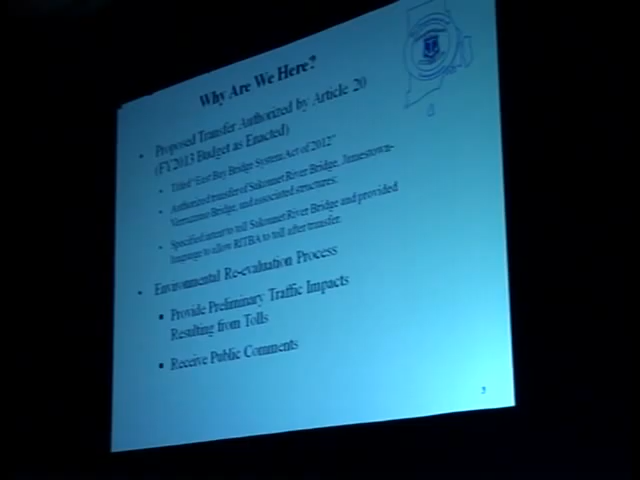 Why Are We Here?
• Proposed Transfer Authorized by Article 20
(FY2013 Budget as Enacted)
• Titled "East Bay Bridge System Act of 2012"
• Authorized transfer of Sakonnet River Bridge, Jamestown-
Verrazzano Bridge, and associated structures;
• Specified intent to toll Sakonnet River Bridge and provided
language to allow RITBA to toll after transfer.
• Environmental Re-evaluation Process
▪ Provide Preliminary Traffic Impacts
Resulting from Tolls
▪ Receive Public Comments